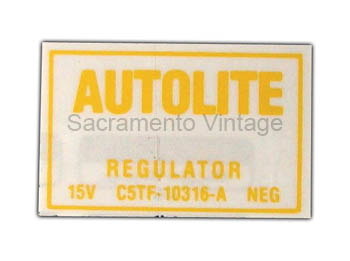 AUTOLITE
Sacramento Vintage
REGULATOR
15V C5TF-10316-A NEG